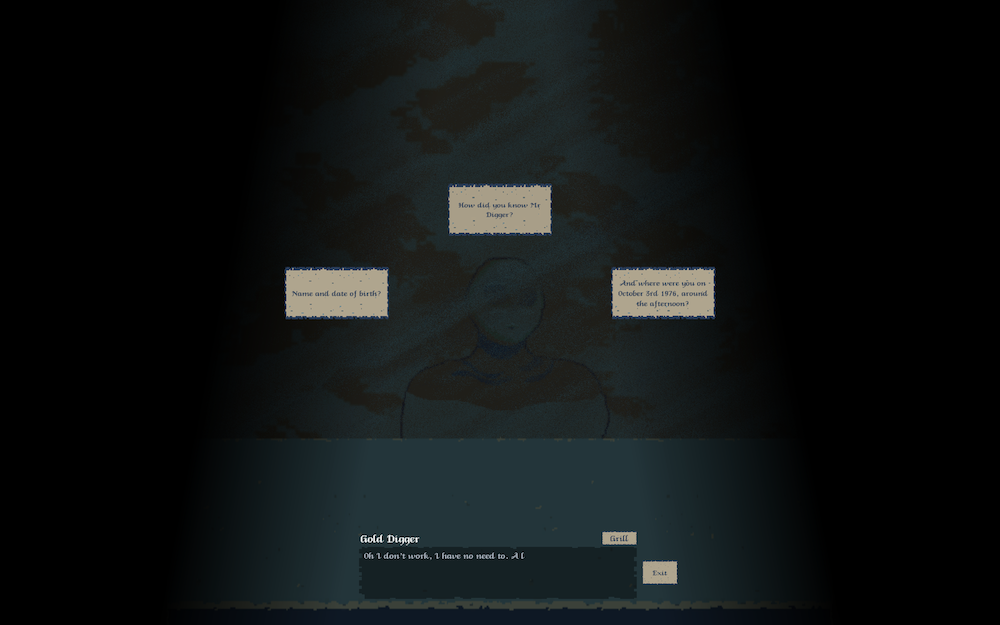 How did you know Mr
Digger?
Name and date of birth?
And where were you on
October 3rd 1976, around
the afternoon?
Gold Digger
Grill
Oh I don't work, I have no need to. A l
Exit